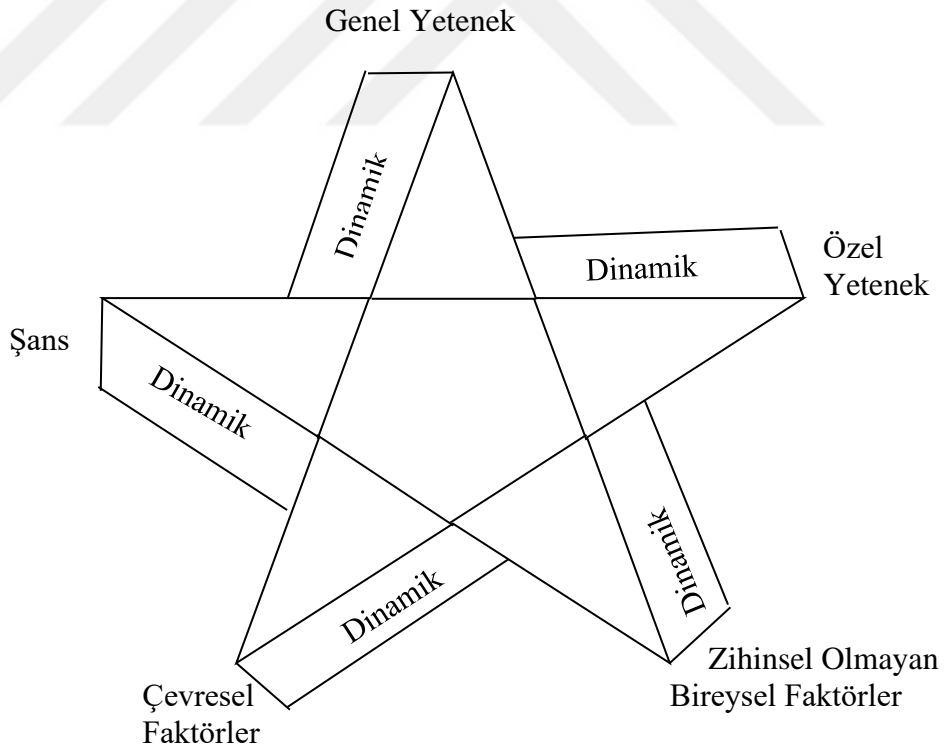 Genel Yetenek
Dinamik
Dinamik
Özel
Yetenek
Şans
Dinamik
Dinamik
Dinamik
Zihinsel Olmayan
Bireysel Faktörler
Çevresel
Faktörler